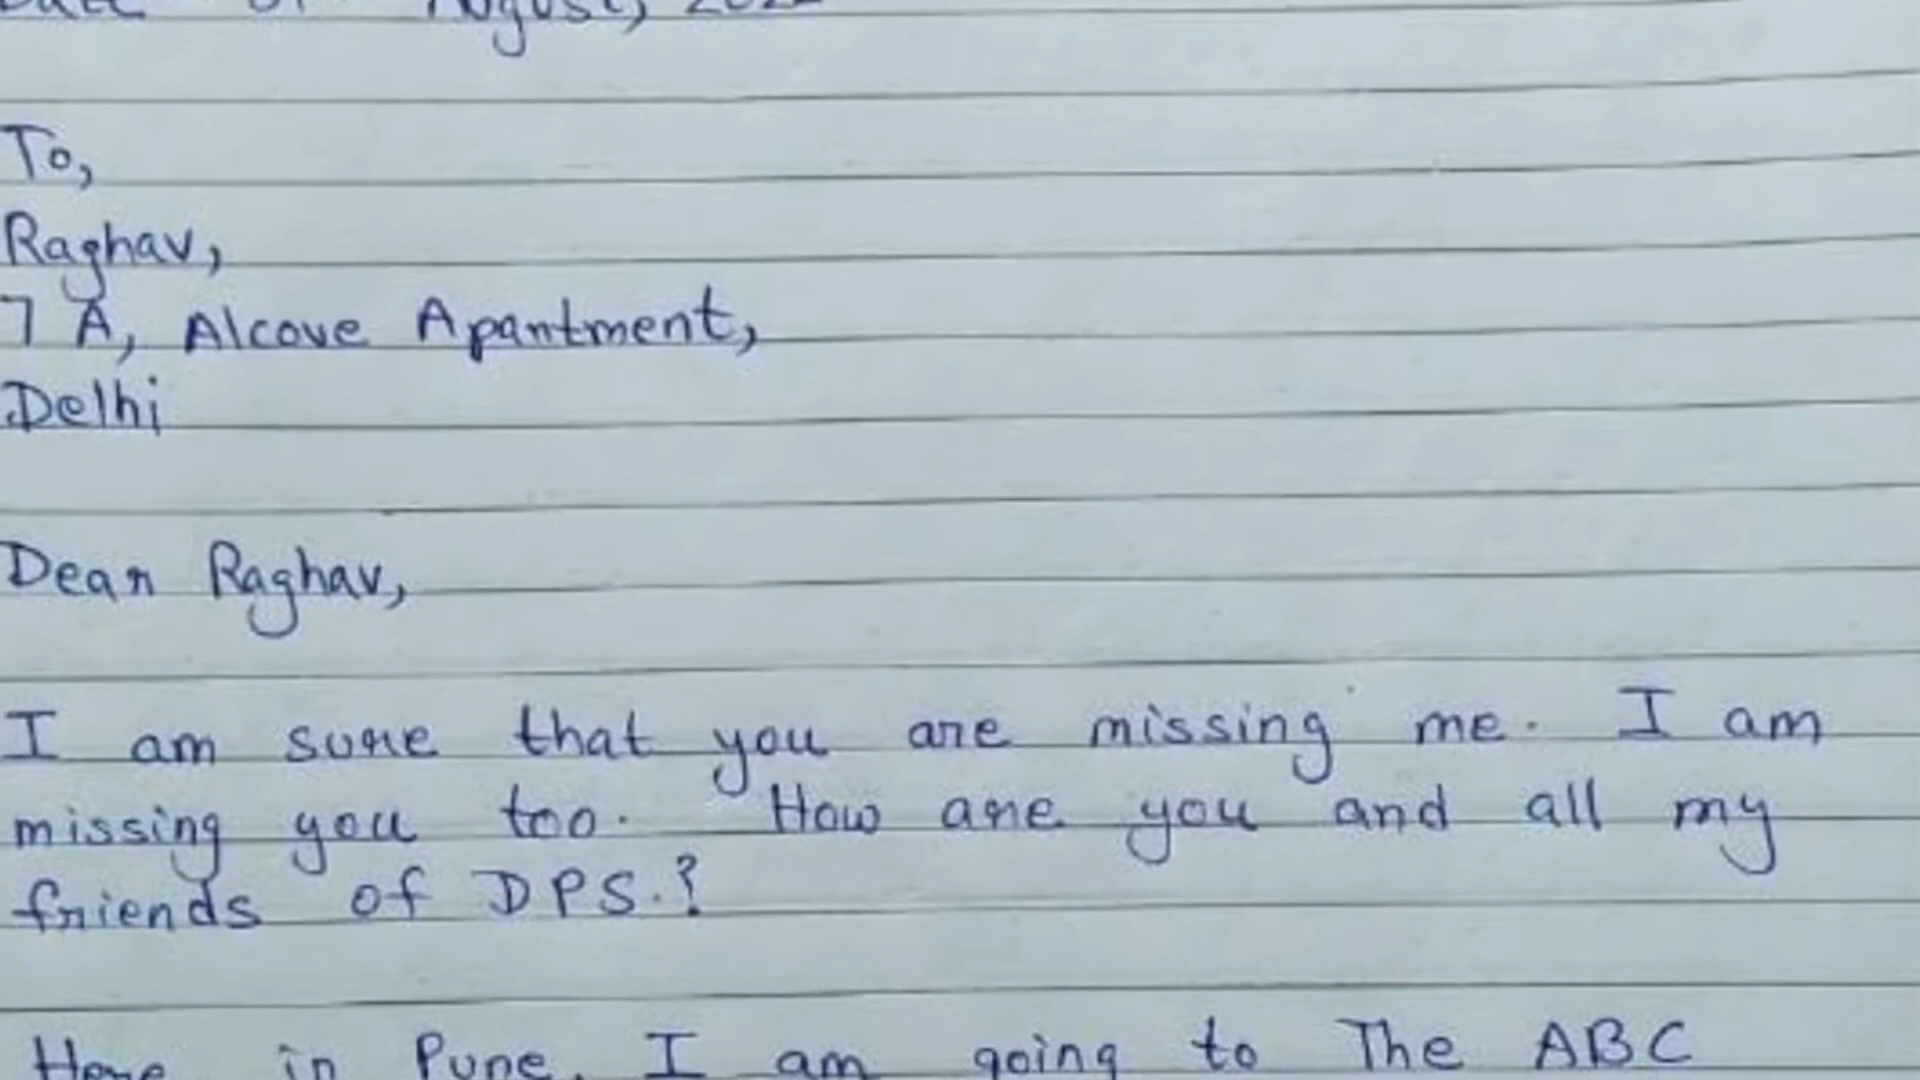 August,
To,
Raghav,
7 A, Alcove Apartment,
Delhi
Dear Raghav,
I am sure that you are missing me. I am
missing you too. How are you and all my
friends of DPS.?
Here in Pune, I am going to The ABC